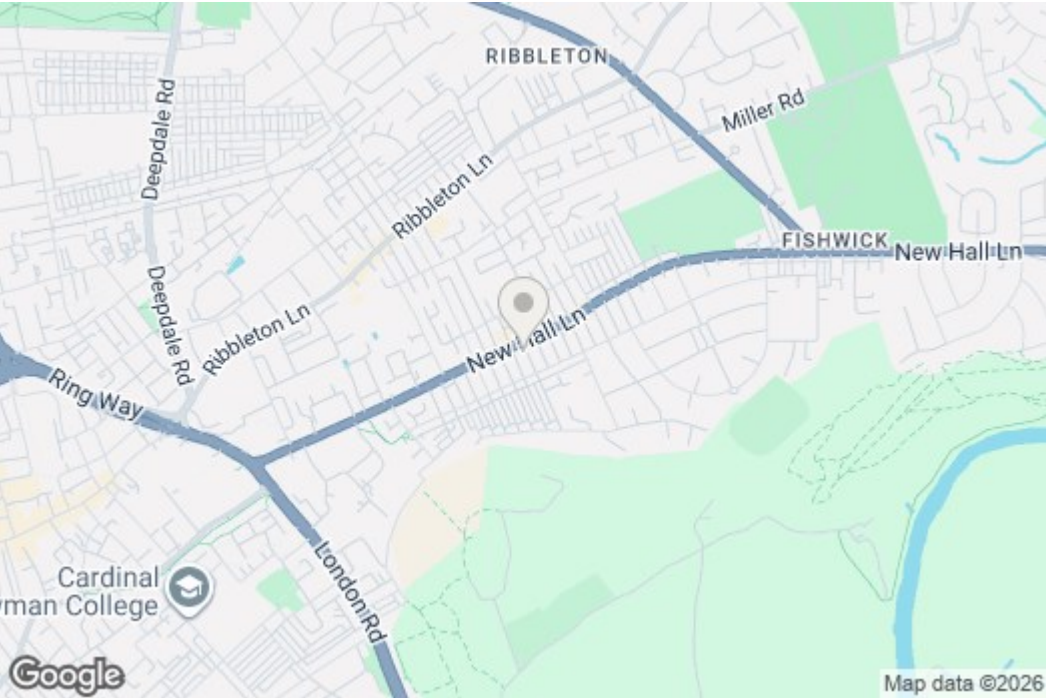 RIBBLETON
Miller Rd
Deepdale Rd
Ribbleton Ln
FISHWICK
New Hall Ln
Deepdale Rd
Ribbleton Ln
New Hall Ln
Ring Way
London Rd
Cardinal
man College
Google
Map data ©2026